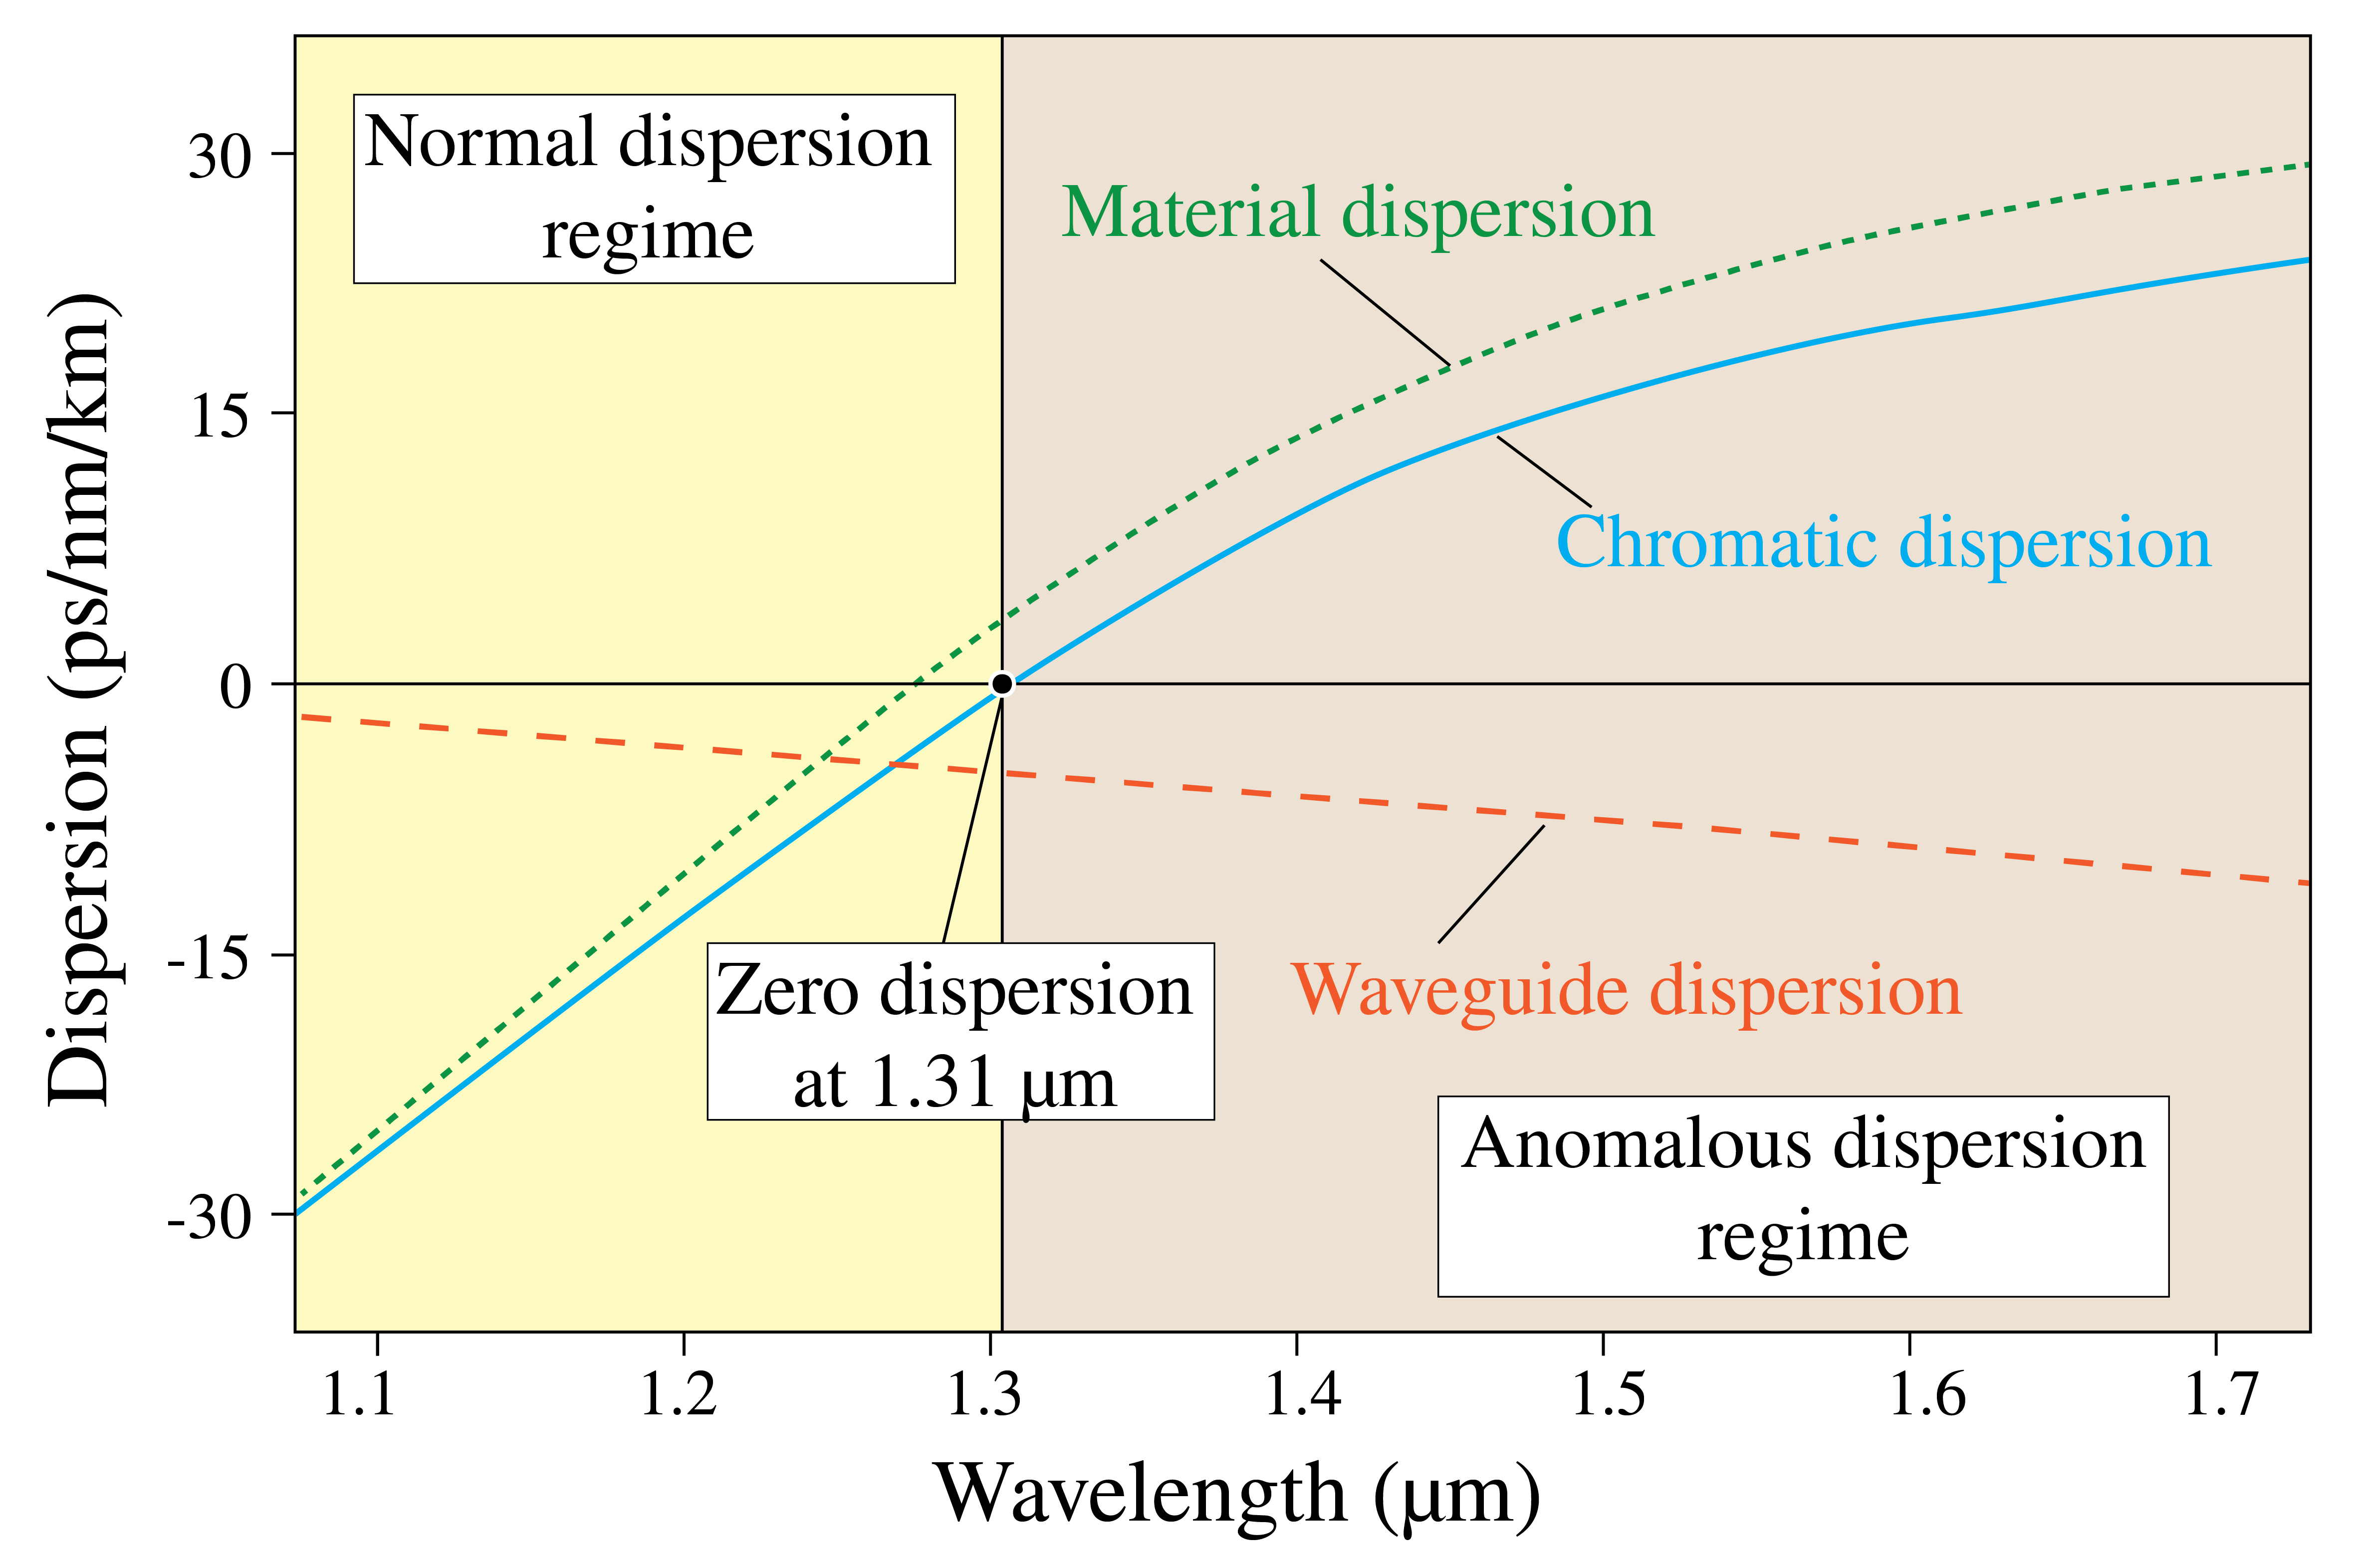 Normal dispersion
regime
Material dispersion
Chromatic dispersion
Zero dispersion
at 1.31 μm
Waveguide dispersion
Anomalous dispersion
regime
Dispersion (ps/nm/km)
30
15
0
-15
-30
1.1 1.2 1.3 1.4 1.5 1.6 1.7
Wavelength (μm)